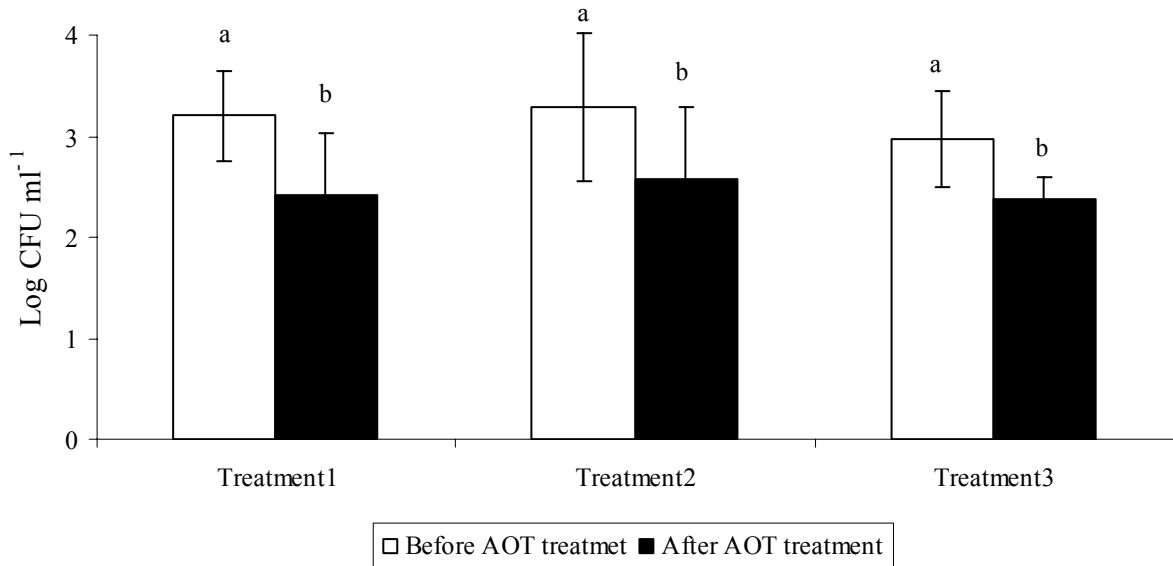 4
3
2
1
0
Log CFU ml⁻¹
a
b
a
b
a
b
Treatment1
Treatment2
Treatment3
Before AOT treatmet
After AOT treatment